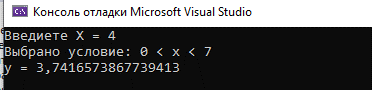 Консоль отладки Microsoft Visual Studio
Введиете X = 4
Выбрано условие: 0 < x < 7
y = 3,7416573867739413